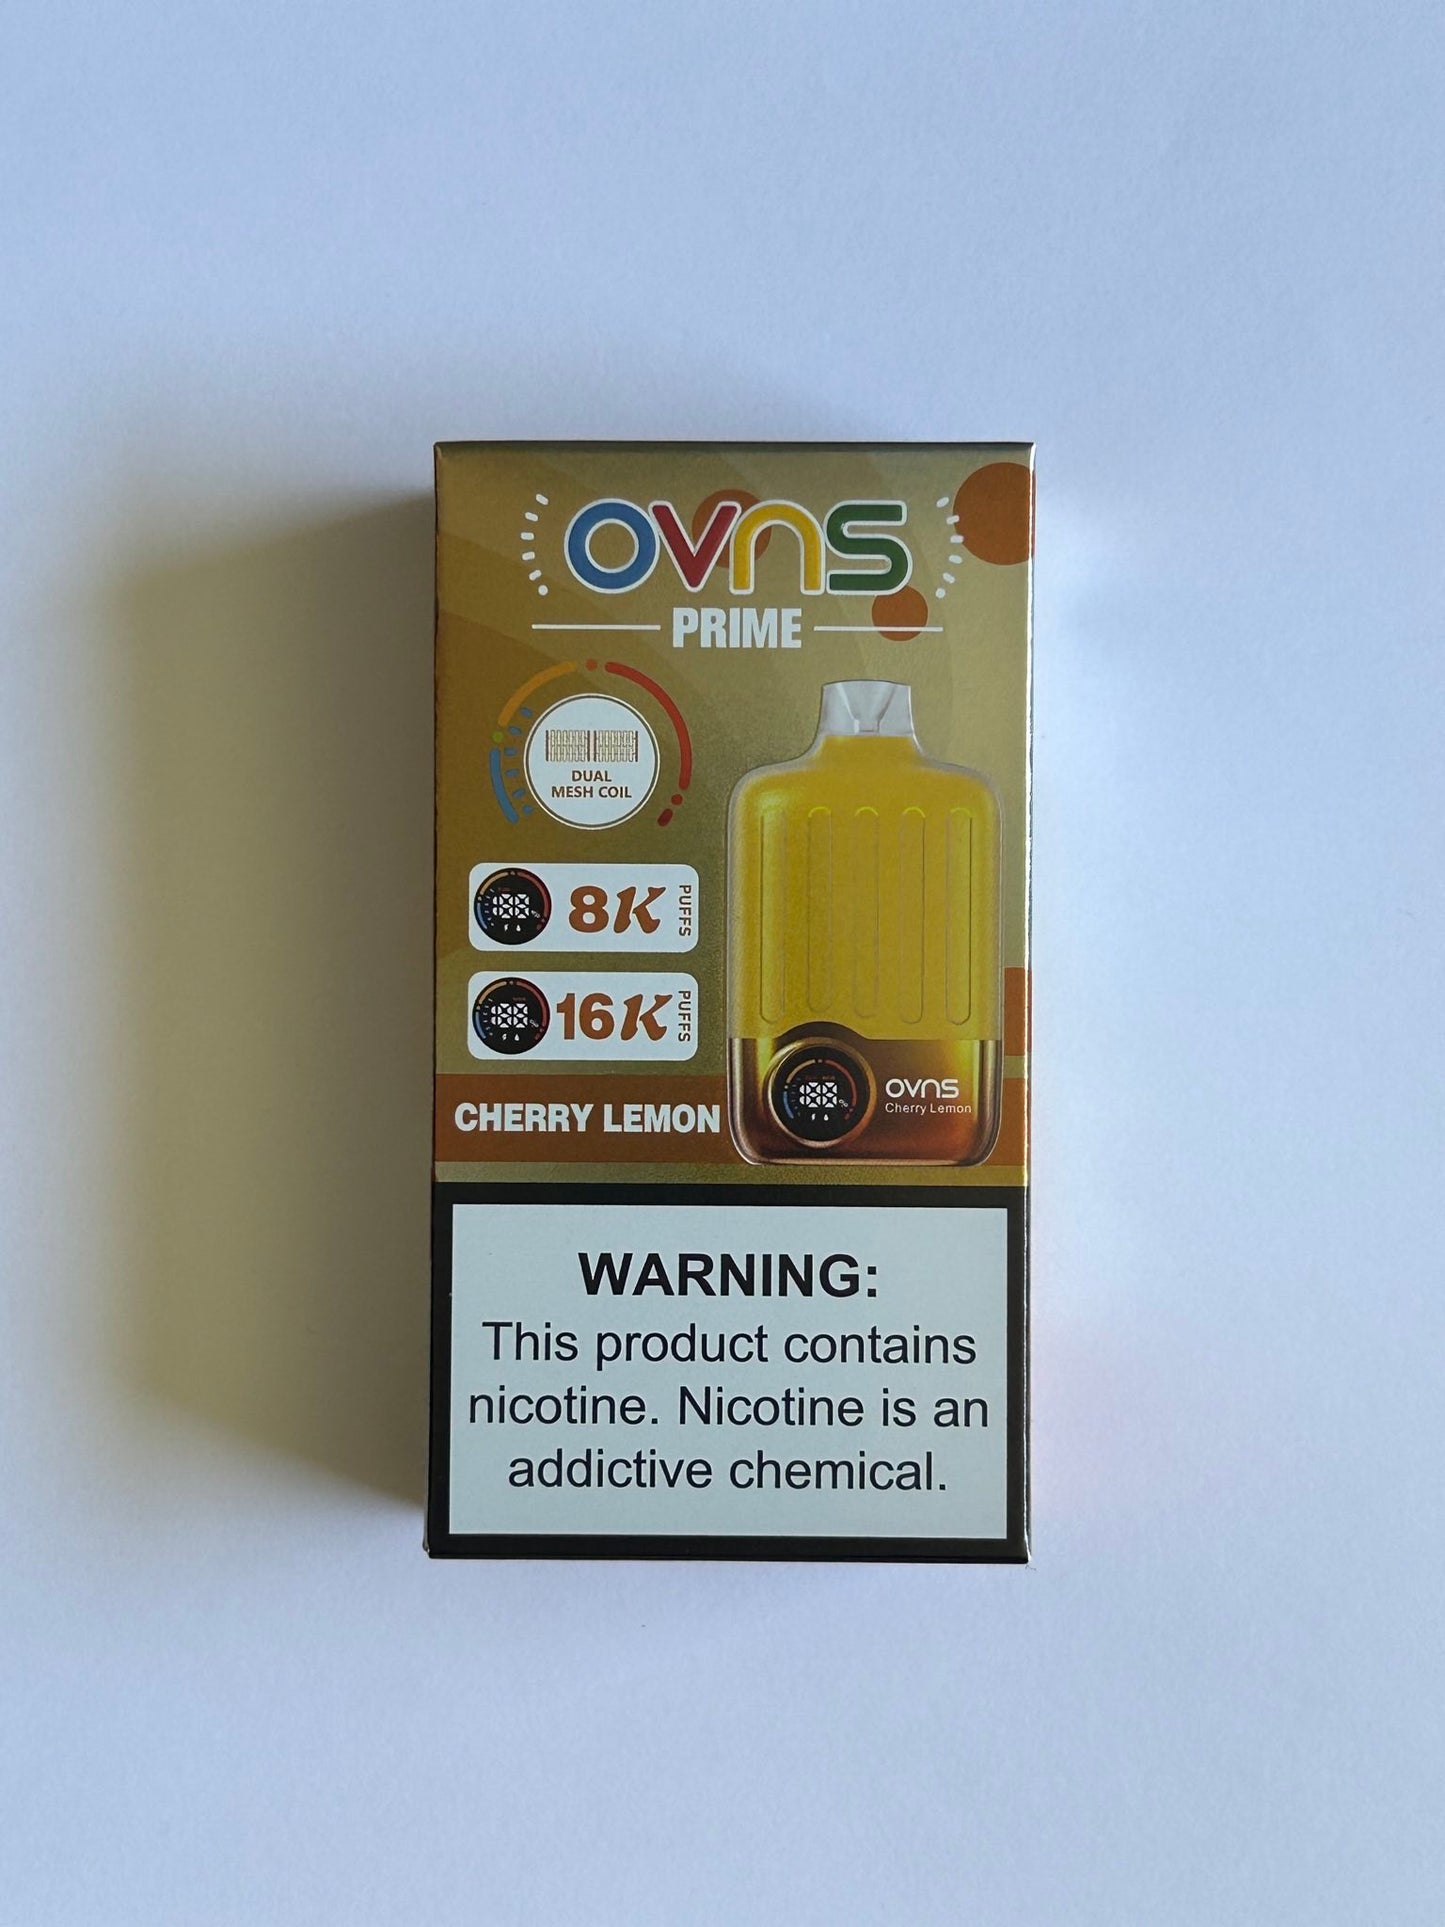 OVNS
PRIME
DUAL
MESH COIL
8K PUFFS
16K PUFFS
OVNS
Cherry Lemon
CHERRY LEMON
WARNING:
This product contains
nicotine. Nicotine is an
addictive chemical.